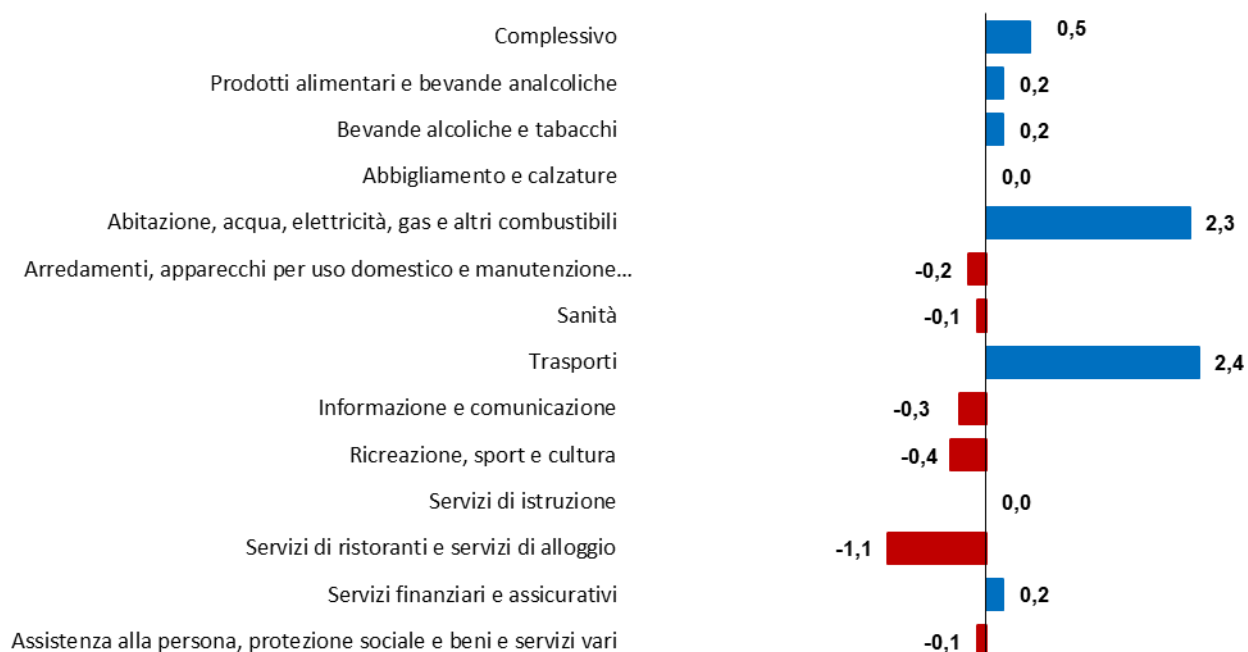 Complessivo 0,5
Prodotti alimentari e bevande analcoliche 0,2
Bevande alcoliche e tabacchi 0,2
Abbigliamento e calzature 0,0
Abitazione, acqua, elettricità, gas e altri combustibili 2,3
Arredamenti, apparecchi per uso domestico e manutenzione... -0,2
Sanità -0,1
Trasporti 2,4
Informazione e comunicazione -0,3
Ricreazione, sport e cultura -0,4
Servizi di istruzione 0,0
Servizi di ristoranti e servizi di alloggio -1,1
Servizi finanziari e assicurativi 0,2
Assistenza alla persona, protezione sociale e beni e servizi vari -0,1